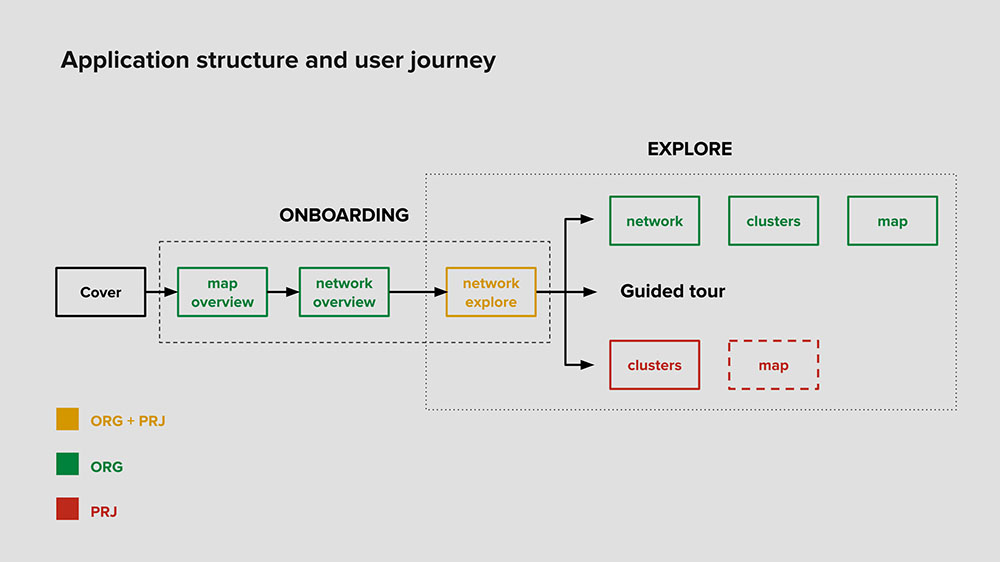 Application structure and user journey
EXPLORE
ONBOARDING
network
clusters
map
Cover
map
overview
network
overview
network
explore
Guided tour
clusters
map
ORG + PRJ
ORG
PRJ